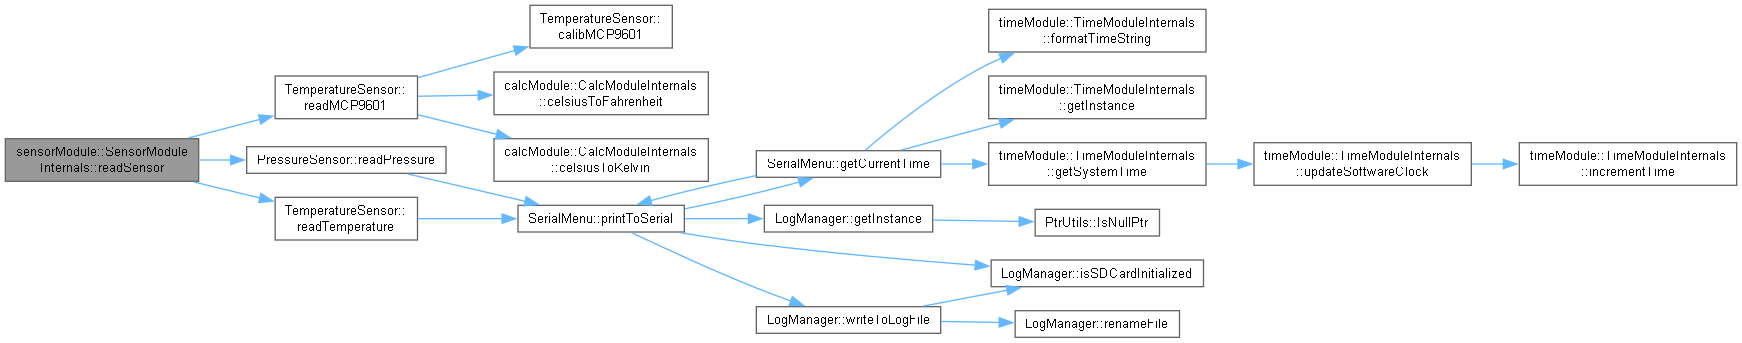 sensorModule::SensorModule
Internals::readSensor
TemperatureSensor::
readMCP9601
TemperatureSensor::
calibMCP9601
calcModule::CalcModuleInternals
::celsiusToFahrenheit
calcModule::CalcModuleInternals
::celsiusToKelvin
PressureSensor::readPressure
TemperatureSensor::
readTemperature
SerialMenu::printToSerial
SerialMenu::getCurrentTime
timeModule::TimeModuleInternals
::formatTimeString
timeModule::TimeModuleInternals
::getInstance
timeModule::TimeModuleInternals
::getSystemTime
timeModule::TimeModuleInternals
::updateSoftwareClock
timeModule::TimeModuleInternals
::incrementTime
LogManager::getInstance
PtrUtils::IsNullPtr
LogManager::isSDCardInitialized
LogManager::writeToLogFile
LogManager::renameFile